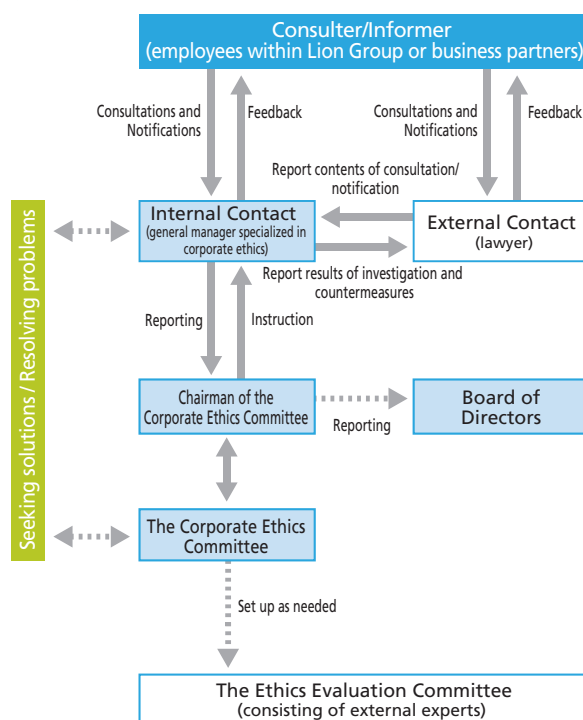 Consulter/Informer
(employees within Lion Group or business partners)
Consultations and
Notifications
Feedback
Consultations and
Notifications
Feedback
Report contents of consultation/
notification
Internal Contact
(general manager specialized in
corporate ethics)
External Contact
(lawyer)
Report results of investigation and
countermeasures
Reporting
Instruction
Seeking solutions / Resolving problems
Chairman of the
Corporate Ethics Committee
Reporting
Board of
Directors
The Corporate Ethics
Committee
Set up as needed
The Ethics Evaluation Committee
(consisting of external experts)